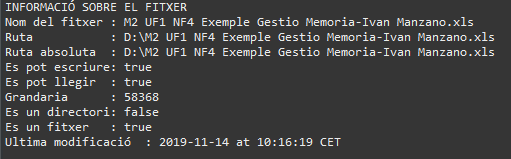 INFORMACIÓ SOBRE EL FITXER
Nom del fitxer : M2 UF1 NF4 Exemple Gestio Memoria-Ivan Manzano.xls
Ruta           : D:\M2 UF1 NF4 Exemple Gestio Memoria-Ivan Manzano.xls
Ruta absoluta  : D:\M2 UF1 NF4 Exemple Gestio Memoria-Ivan Manzano.xls
Es pot escriure: true
Es pot llegir  : true
Grandaria      : 58368
Es un directori: false
Es un fitxer   : true
Ultima modificació  : 2019-11-14 at 10:16:19 CET